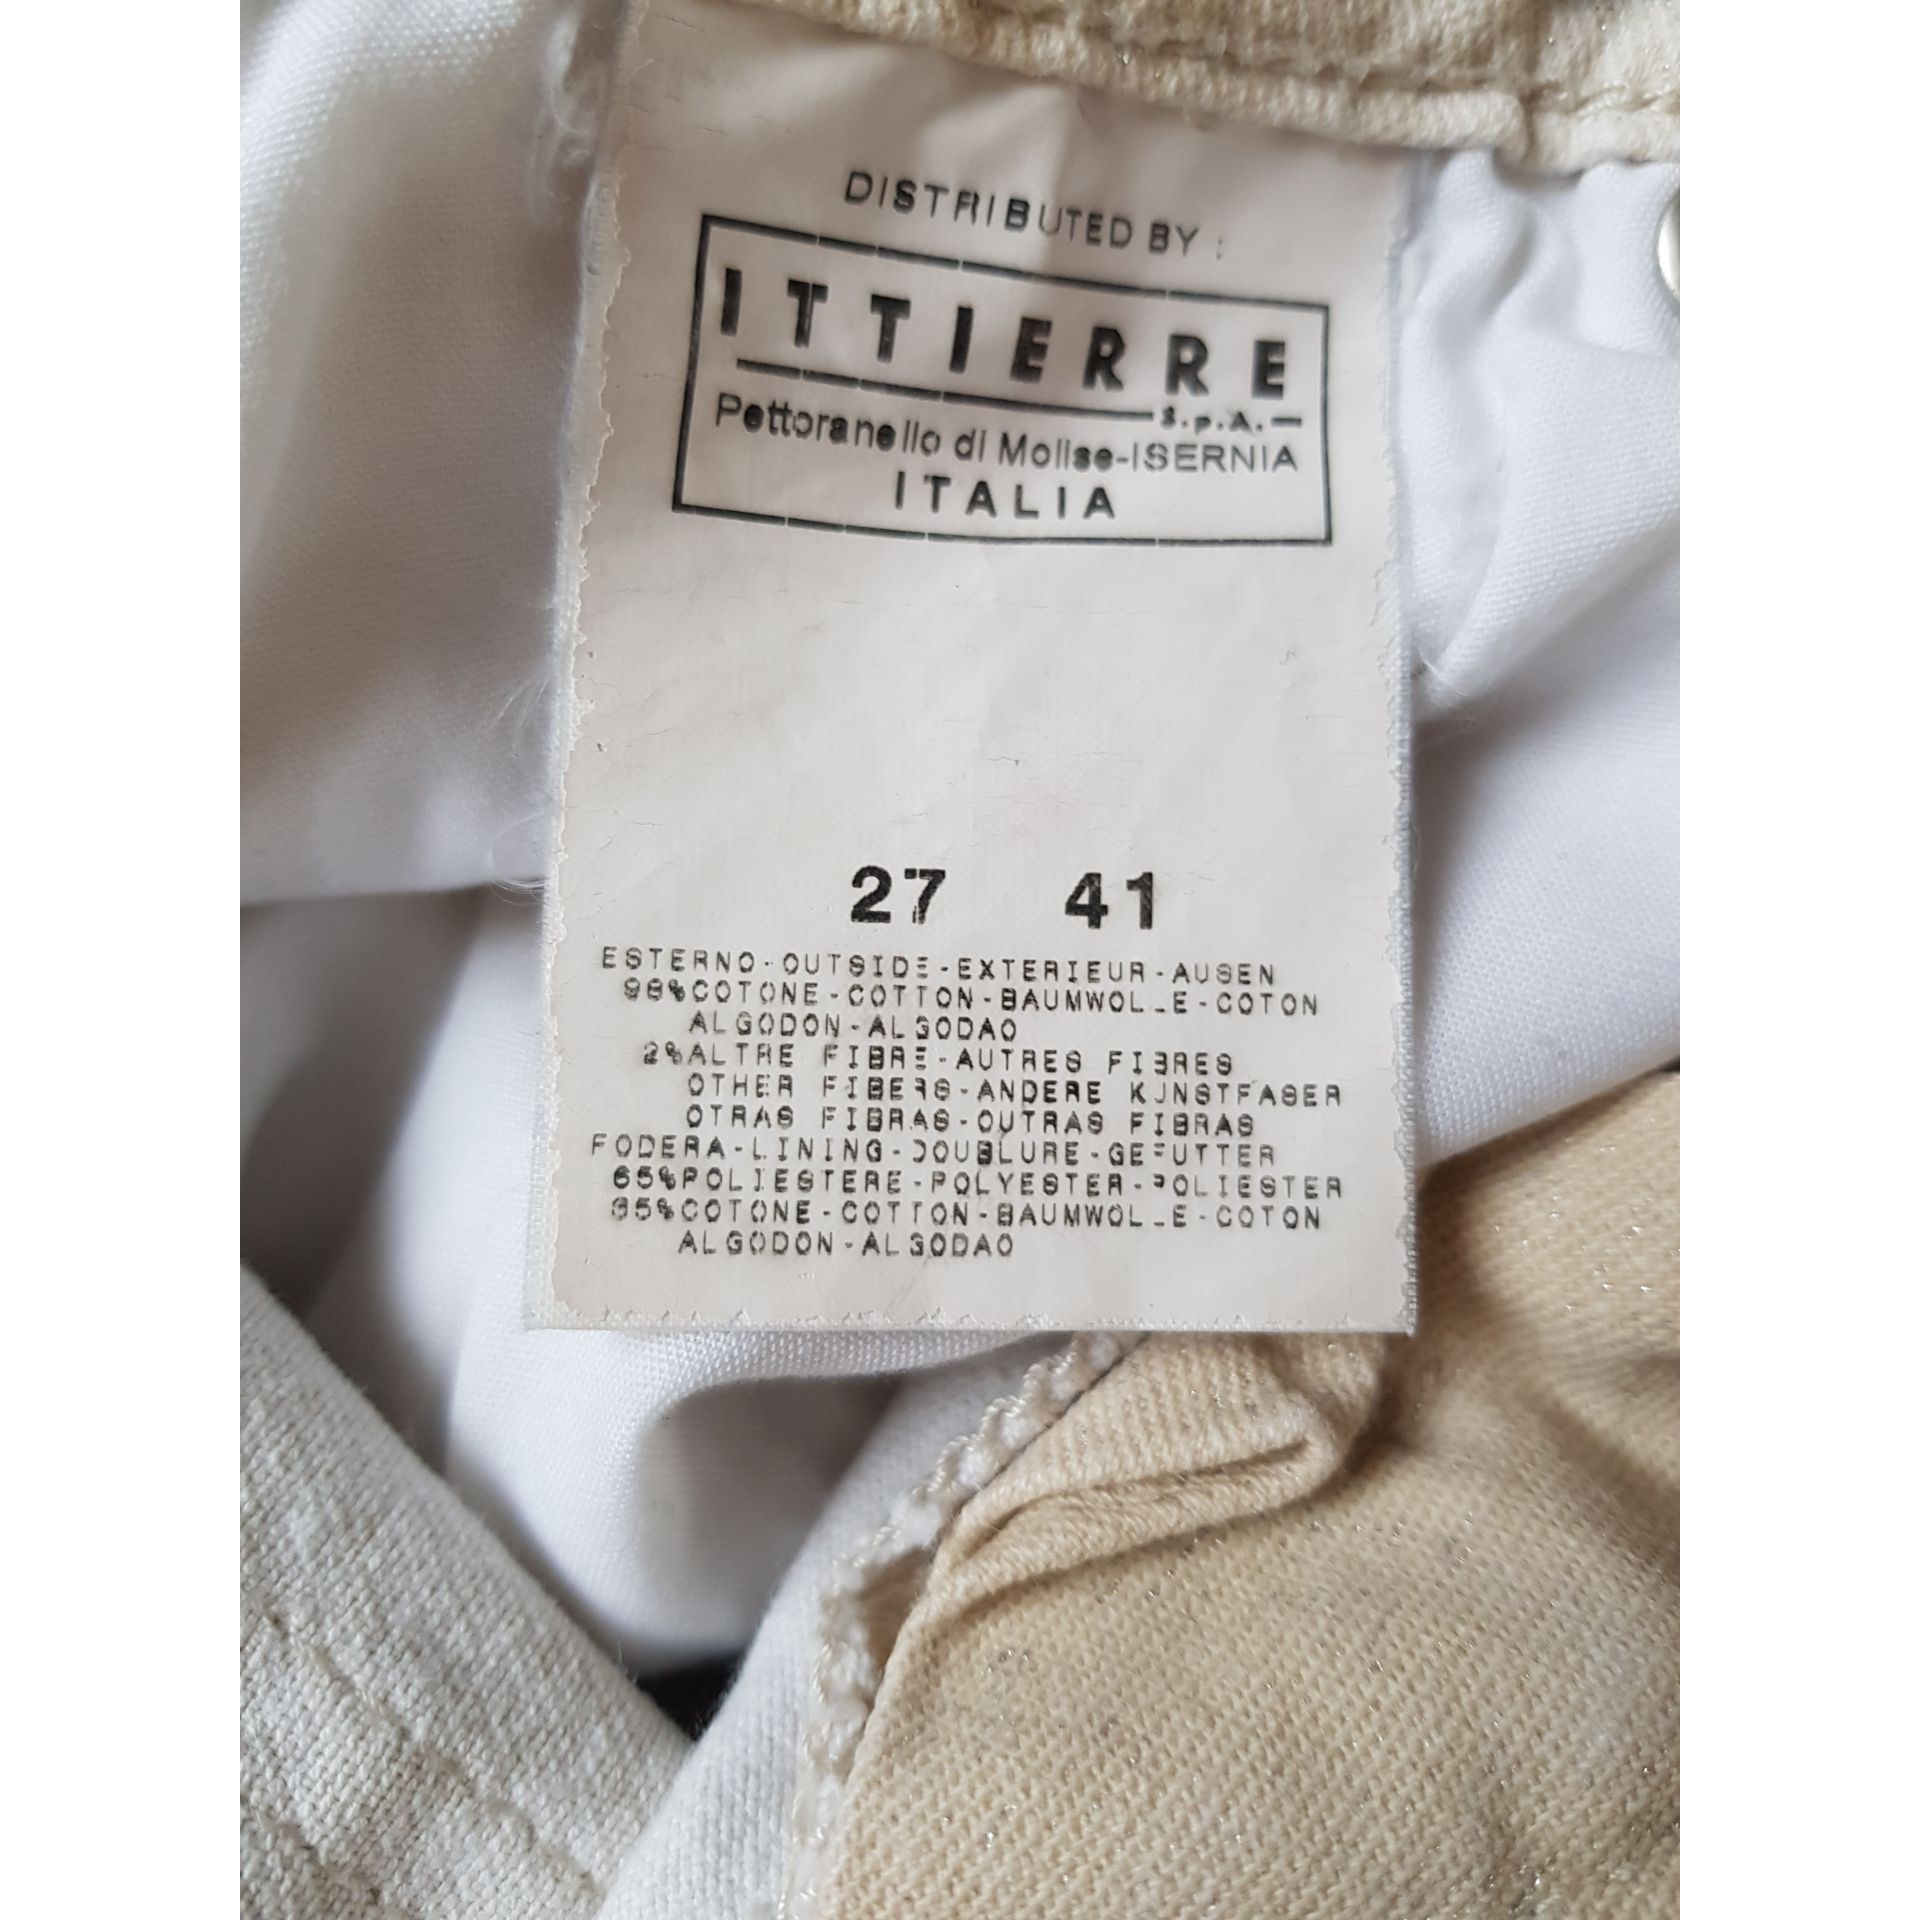 DISTRIBUTED BY :
ITTIERRE
S.p.A.
Pettoranello di Molise-ISERNIA
ITALIA
27 41
ESTERNO-OUTSIDE-EXTERIEUR-AUSEN
98%COTONE-COTTON-BAUMWOLLE-COTON
ALGODON-ALGODAO
2%ALTRE FIBRE-AUTRES FIBRES
OTHER FIBERS-ANDERE KUNSTFASER
OTRAS FIBRAS-OUTRAS FIBRAS
FODERA-LINING-DOUBLURE-GEFUTTER
65%POLIESTERE-POLYESTER-POLIESTER
35%COTONE-COTTON-BAUMWOLLE-COTON
ALGODON-ALGODAO